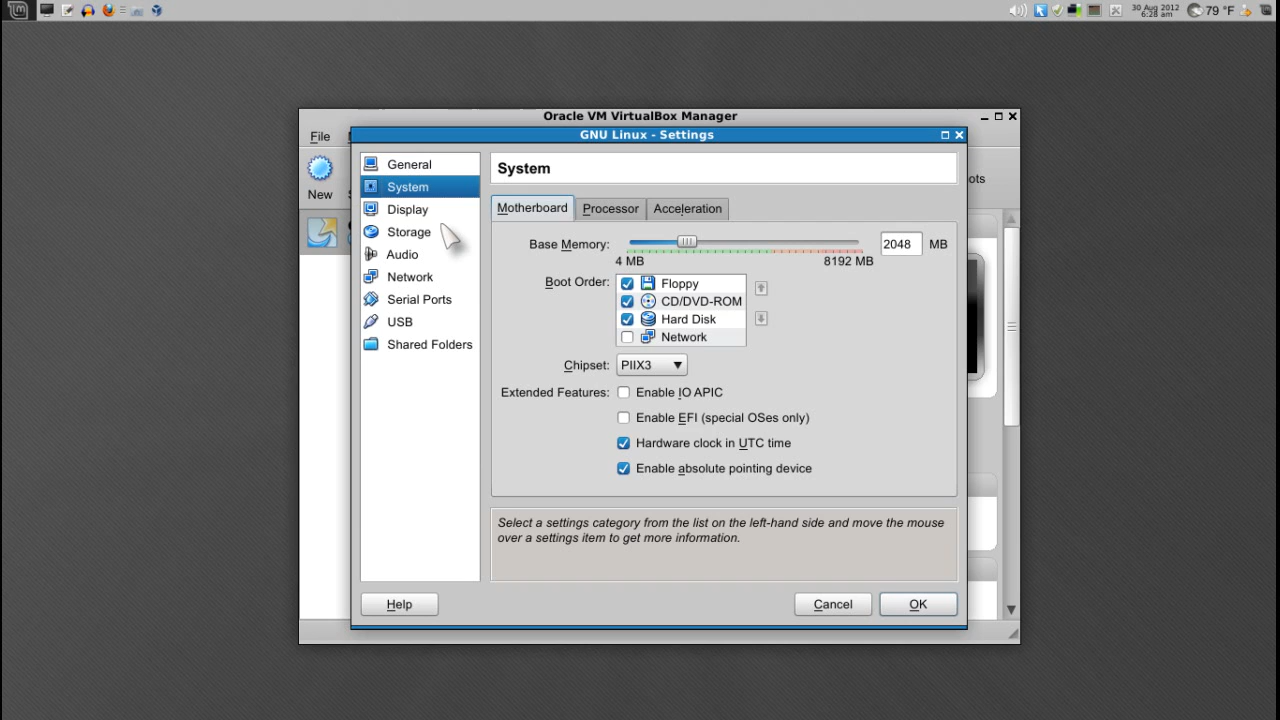 30 Aug 2012
6:28 am
79 °F
Oracle VM VirtualBox Manager
File
GNU Linux - Settings
New
ots
General
System
Display
Storage
Audio
Network
Serial Ports
USB
Shared Folders
System
Motherboard
Processor
Acceleration
Base Memory:
2048 MB
4 MB
8192 MB
Boot Order:
Floppy
CD/DVD-ROM
Hard Disk
Network
Chipset: PIIX3
Extended Features:
Enable IO APIC
Enable EFI (special OSes only)
Hardware clock in UTC time
Enable absolute pointing device
Select a settings category from the list on the left-hand side and move the mouse
over a settings item to get more information.
Help
Cancel
OK